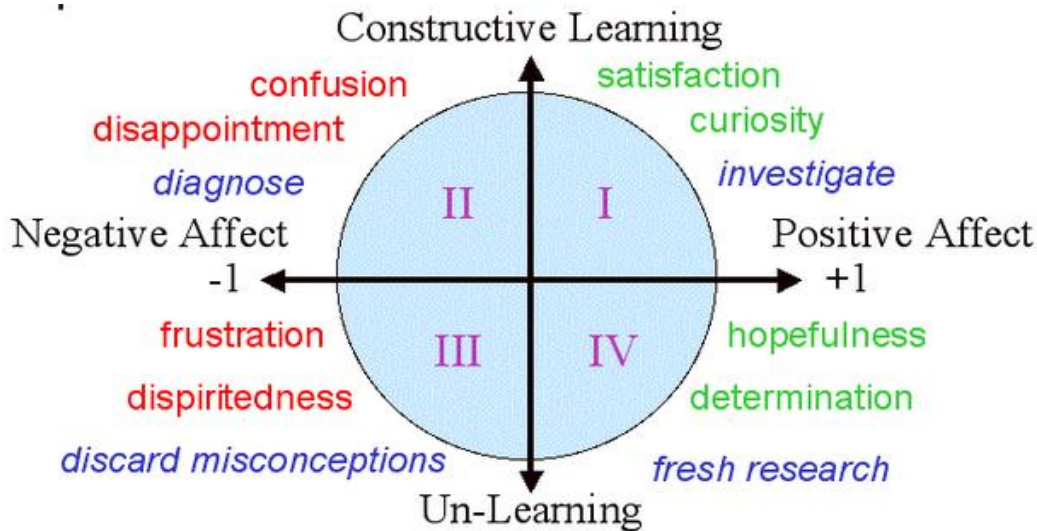 Constructive Learning
confusion
satisfaction
disappointment
curiosity
diagnose
investigate
II
I
Negative Affect
Positive Affect
-1
+1
frustration
hopefulness
III
IV
dispiritedness
determination
discard misconceptions
fresh research
Un-Learning